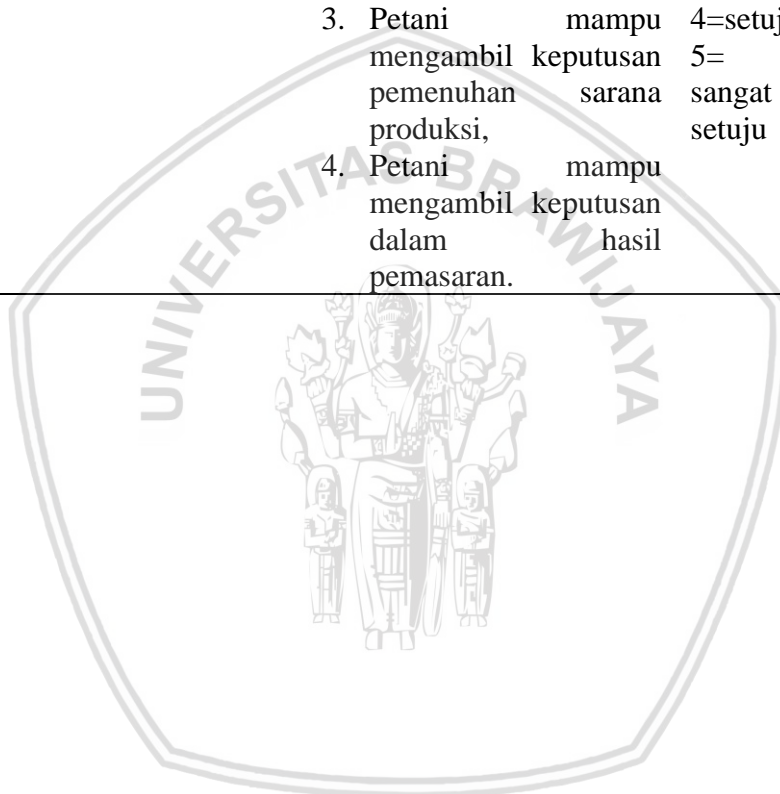 3. Petani mampu
mengambil keputusan
pemenuhan sarana
produksi,
4. Petani mampu
mengambil keputusan
dalam hasil
pemasaran.
4=setuj
5=
sangat
setuju
UNIVERSITAS BRAWIJAYA